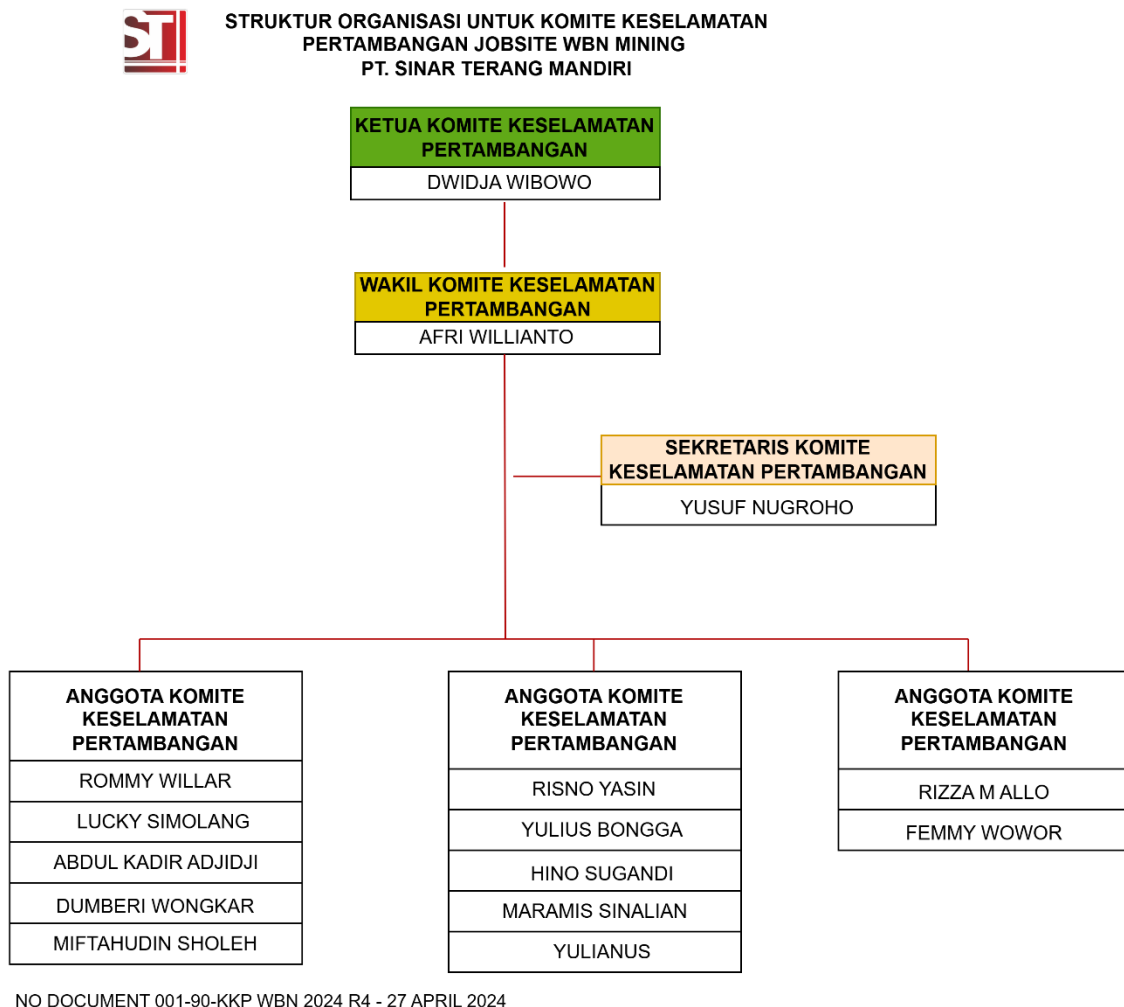 ST
STRUKTUR ORGANISASI UNTUK KOMITE KESELAMATAN
PERTAMBANGAN JOBSITE WBN MINING
PT. SINAR TERANG MANDIRI
KETUA KOMITE KESELAMATAN
PERTAMBANGAN
DWIDJA WIBOWO
WAKIL KOMITE KESELAMATAN
PERTAMBANGAN
AFRI WILLIANTO
SEKRETARIS KOMITE
KESELAMATAN PERTAMBANGAN
YUSUF NUGROHO
ANGGOTA KOMITE
KESELAMATAN
PERTAMBANGAN
ROMMY WILLAR
LUCKY SIMOLANG
ABDUL KADIR ADJIDJI
DUMBERI WONGKAR
MIFTAHUDIN SHOLEH
ANGGOTA KOMITE
KESELAMATAN
PERTAMBANGAN
RISNO YASIN
YULIUS BONGGA
HINO SUGANDI
MARAMIS SINALIAN
YULIANUS
ANGGOTA KOMITE
KESELAMATAN
PERTAMBANGAN
RIZZA M ALLO
FEMMY WOWOR
NO DOCUMENT 001-90-KKP WBN 2024 R4 - 27 APRIL 2024